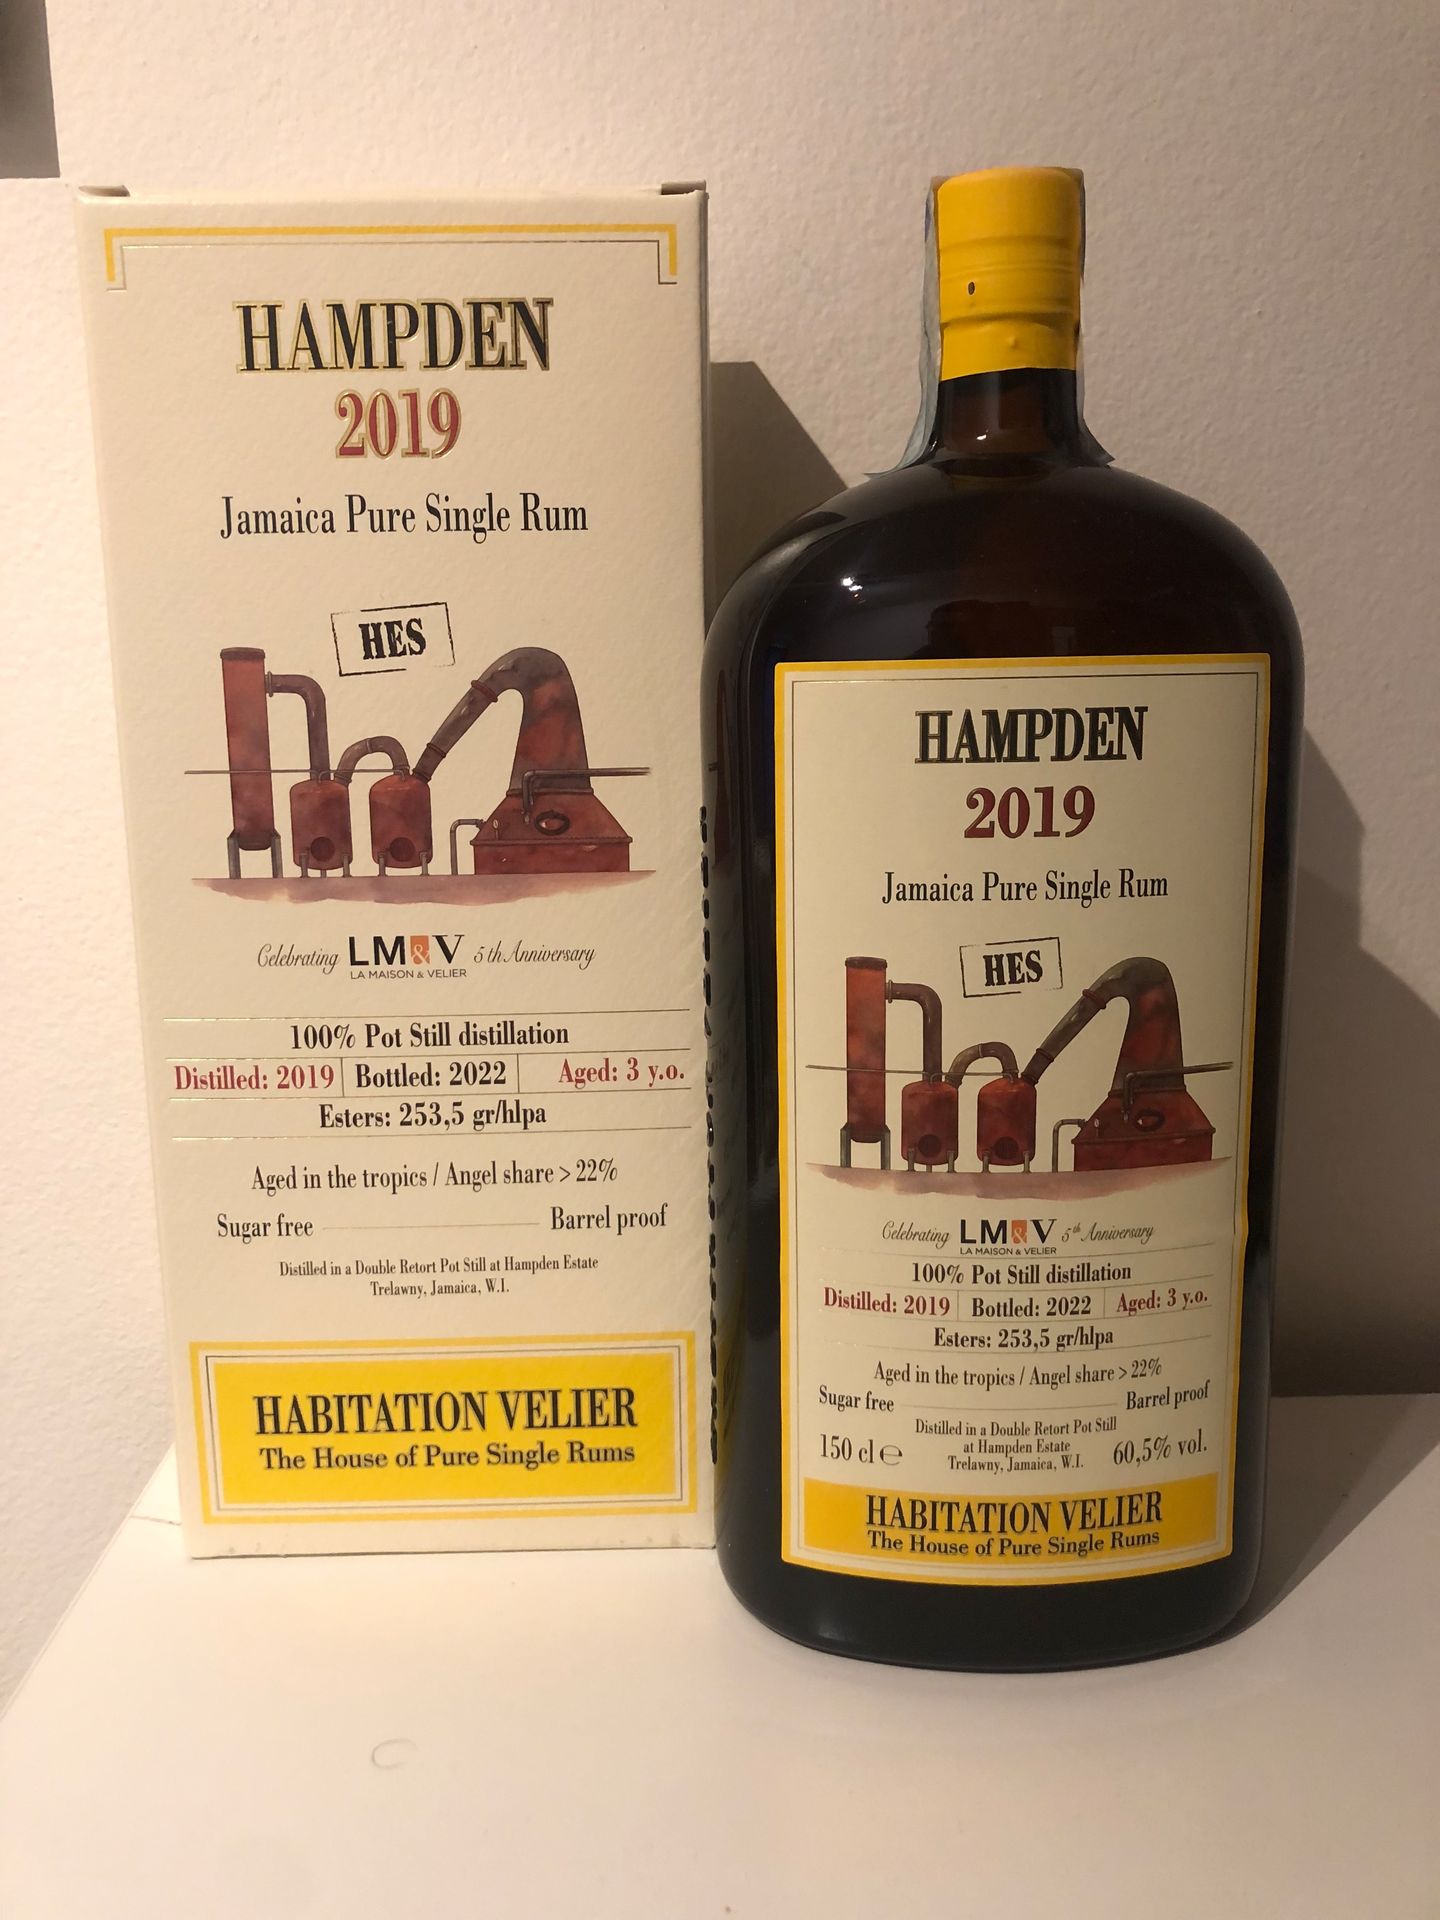 HAMPDEN
2019
Jamaica Pure Single Rum
HES
Celebrating LM&V 5th Anniversary
LA MAISON & VELIER
100% Pot Still distillation
Distilled: 2019 Bottled: 2022 Aged: 3 y.o.
Esters: 253,5 gr/hlpa
Aged in the tropics / Angel share > 22%
Sugar free Barrel proof
Distilled in a Double Retort Pot Still at Hampden Estate
Trelawny, Jamaica, W.I.
HABITATION VELIER
The House of Pure Single Rums
HAMPDEN
2019
Jamaica Pure Single Rum
HES
Celebrating LM&V 5th Anniversary
LA MAISON & VELIER
100% Pot Still distillation
Distilled: 2019 Bottled: 2022 Aged: 3 y.o.
Esters: 253,5 gr/hlpa
Aged in the tropics / Angel share > 22%
Sugar free Barrel proof
Distilled in a Double Retort Pot Still
at Hampden Estate
Trelawny, Jamaica, W.I.
150 cl e 60,5% vol.
HABITATION VELIER
The House of Pure Single Rums